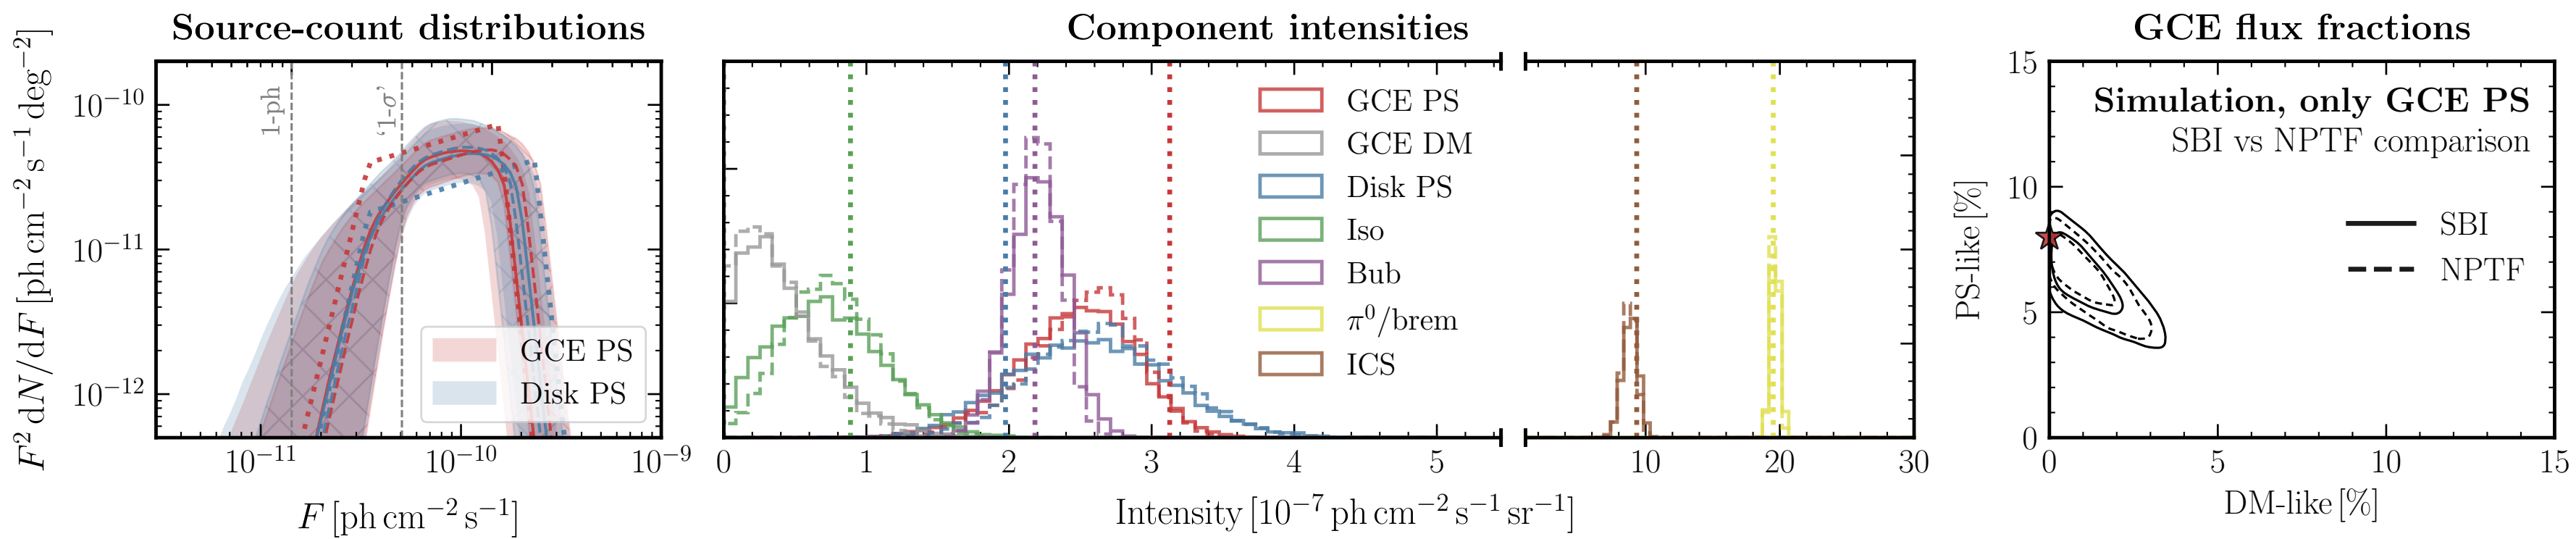 Source-count distributions
F² dN/dF [ph cm⁻² s⁻¹ deg⁻²]
10⁻¹⁰
10⁻¹¹
10⁻¹²
1-ph
‘1-σ’
GCE PS
Disk PS
10⁻¹¹ 10⁻¹⁰ 10⁻⁹
F [ph cm⁻² s⁻¹]
Component intensities
GCE PS
GCE DM
Disk PS
Iso
Bub
π⁰/brem
ICS
0 1 2 3 4 5 10 20 30
Intensity [10⁻⁷ ph cm⁻² s⁻¹ sr⁻¹]
GCE flux fractions
PS-like [%]
15
10
5
0
Simulation, only GCE PS
SBI vs NPTF comparison
SBI
NPTF
0 5 10 15
DM-like [%]